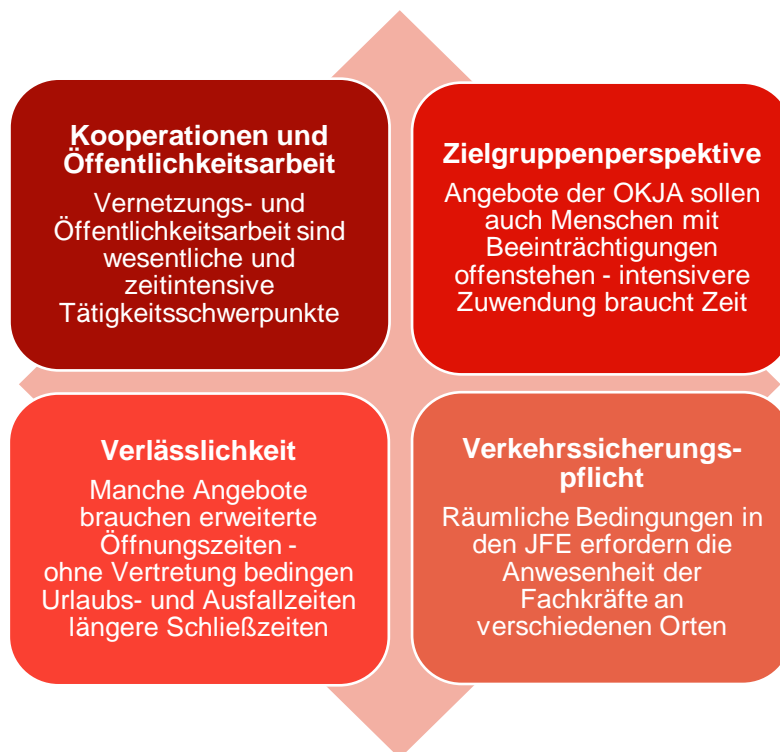 Kooperationen und
Öffentlichkeitsarbeit
Vernetzungs- und
Öffentlichkeitsarbeit sind
wesentliche und
zeitintensive
Tätigkeitsschwerpunkte
Zielgruppenperspektive
Angebote der OKJA sollen
auch Menschen mit
Beeinträchtigungen
offenstehen - intensivere
Zuwendung braucht Zeit
Verlässlichkeit
Manche Angebote
brauchen erweiterte
Öffnungszeiten -
ohne Vertretung bedingen
Urlaubs- und Ausfallzeiten
längere Schließzeiten
Verkehrssicherungs-
pflicht
Räumliche Bedingungen in
den JFE erfordern die
Anwesenheit der
Fachkräfte an
verschiedenen Orten